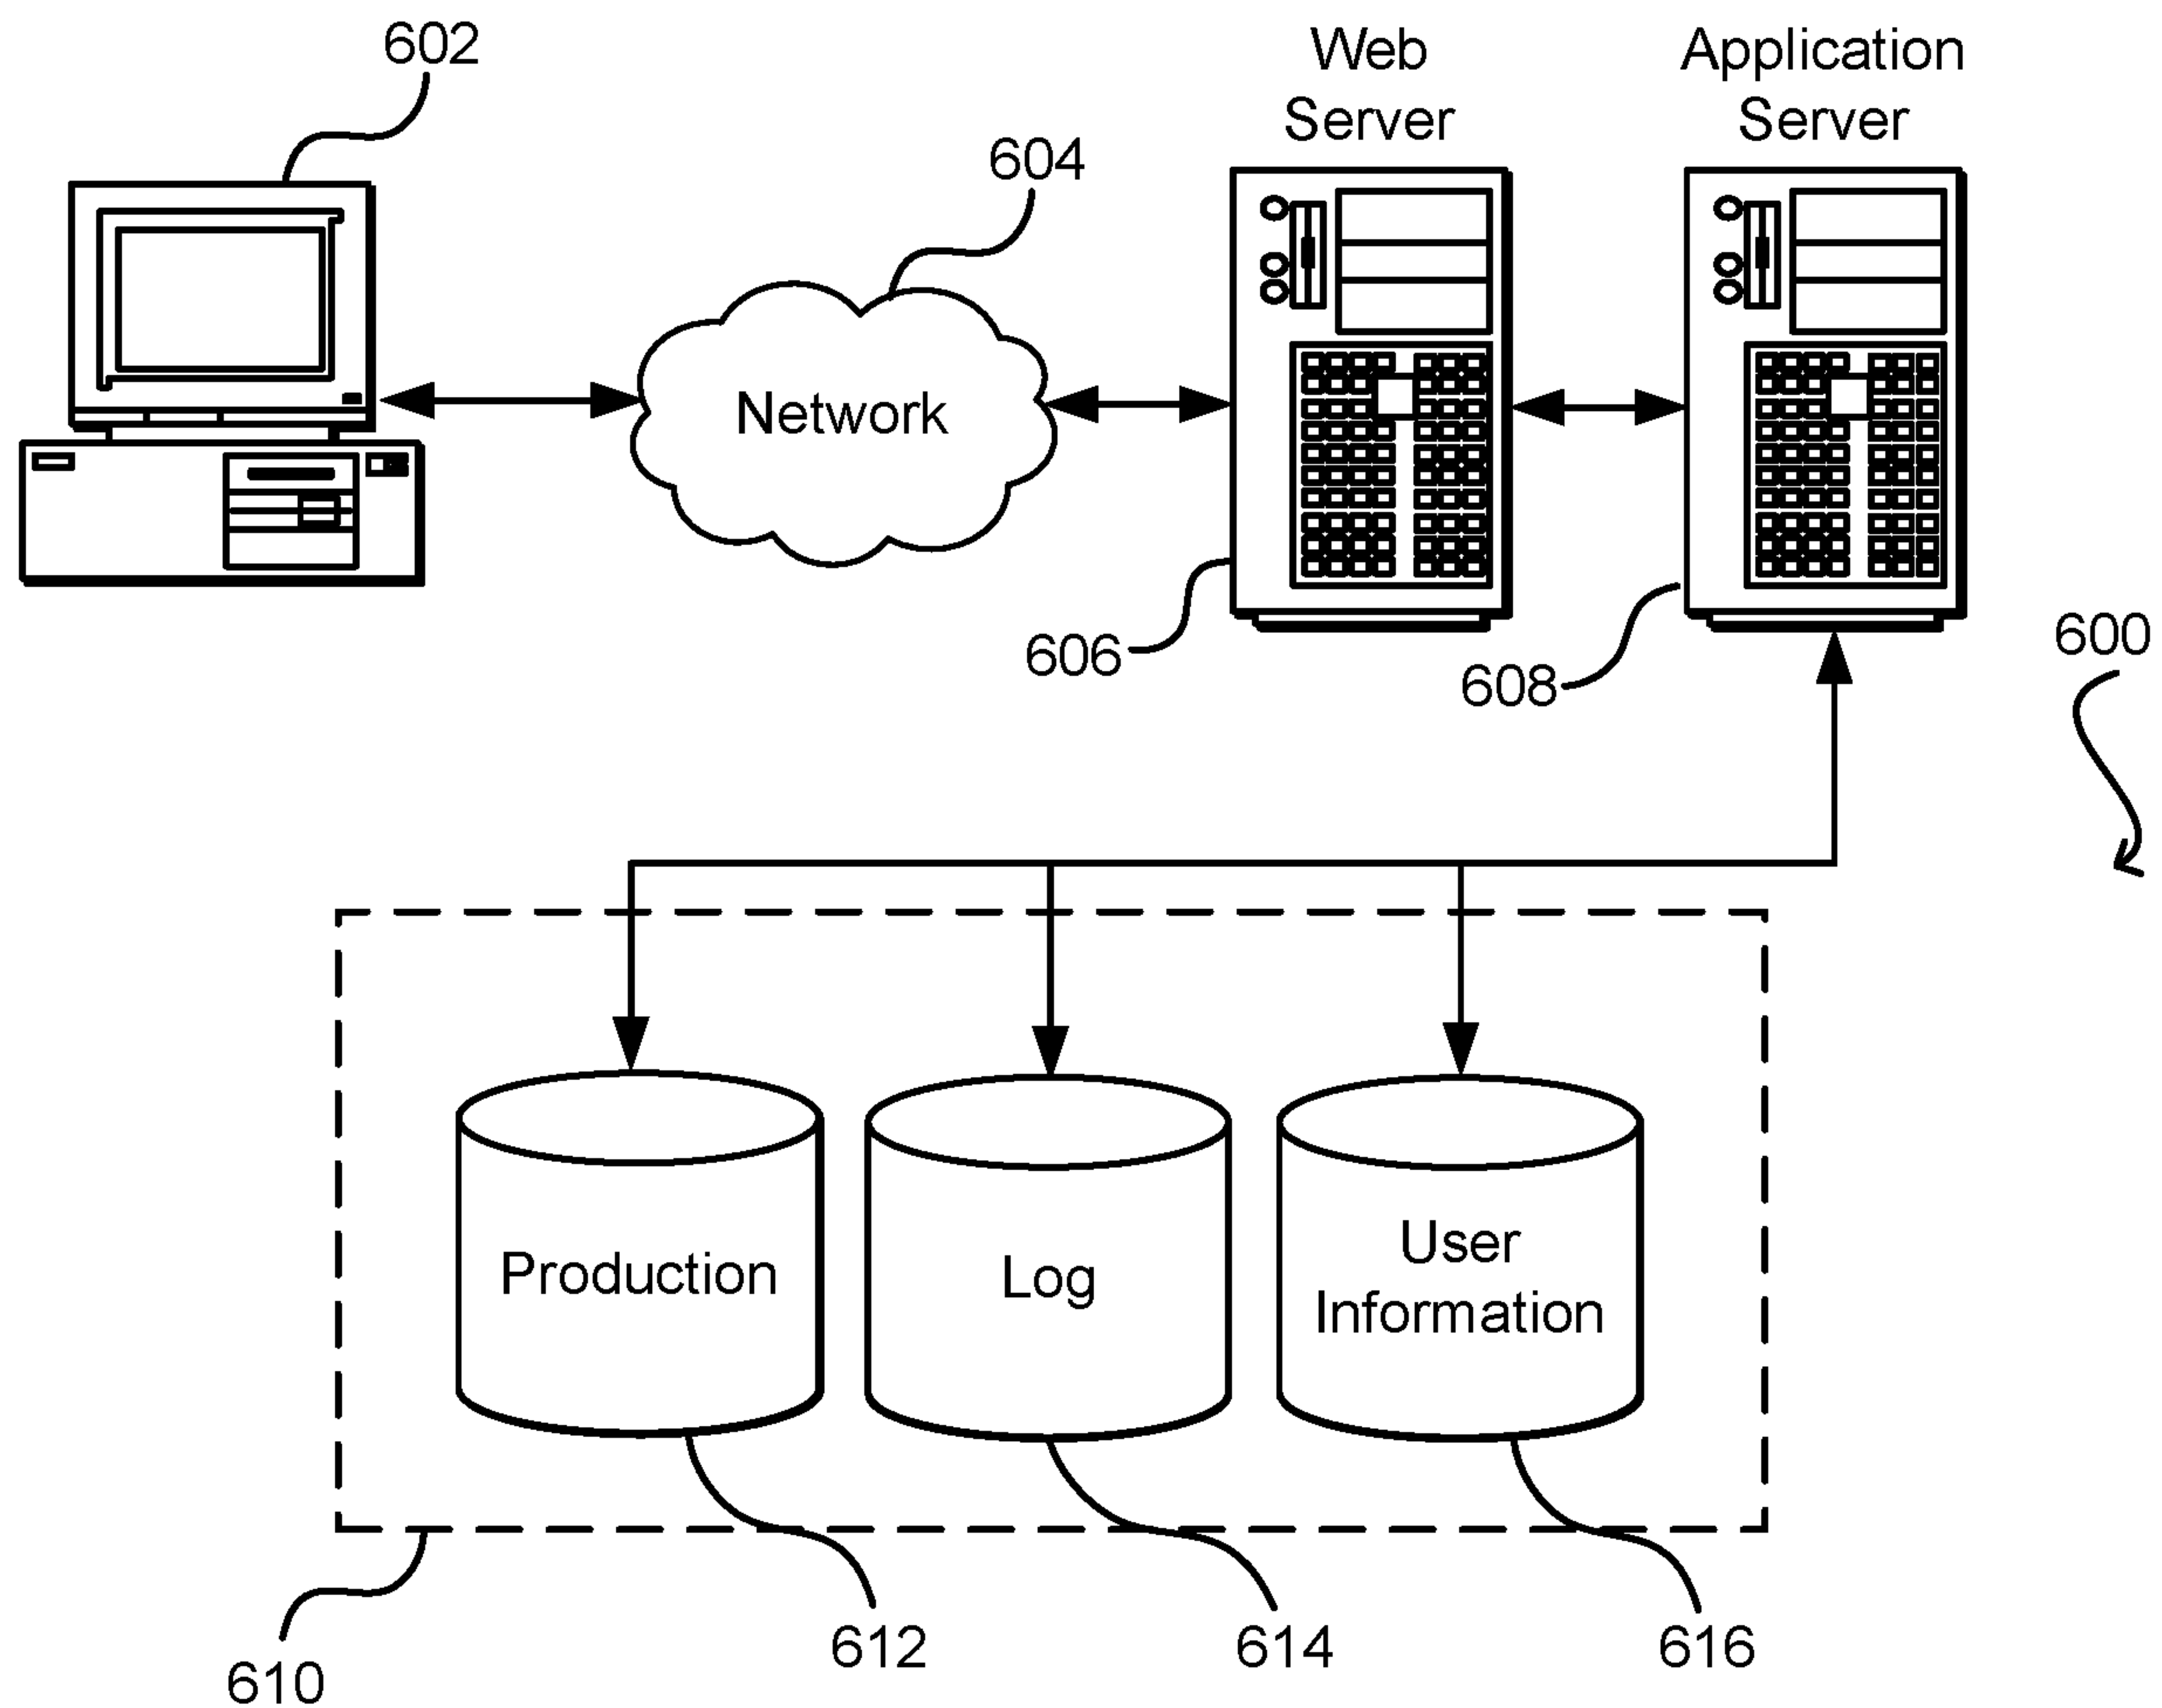 602
604
Web
Server
Application
Server
Network
606
608
600
Production
Log
User
Information
610
612
614
616